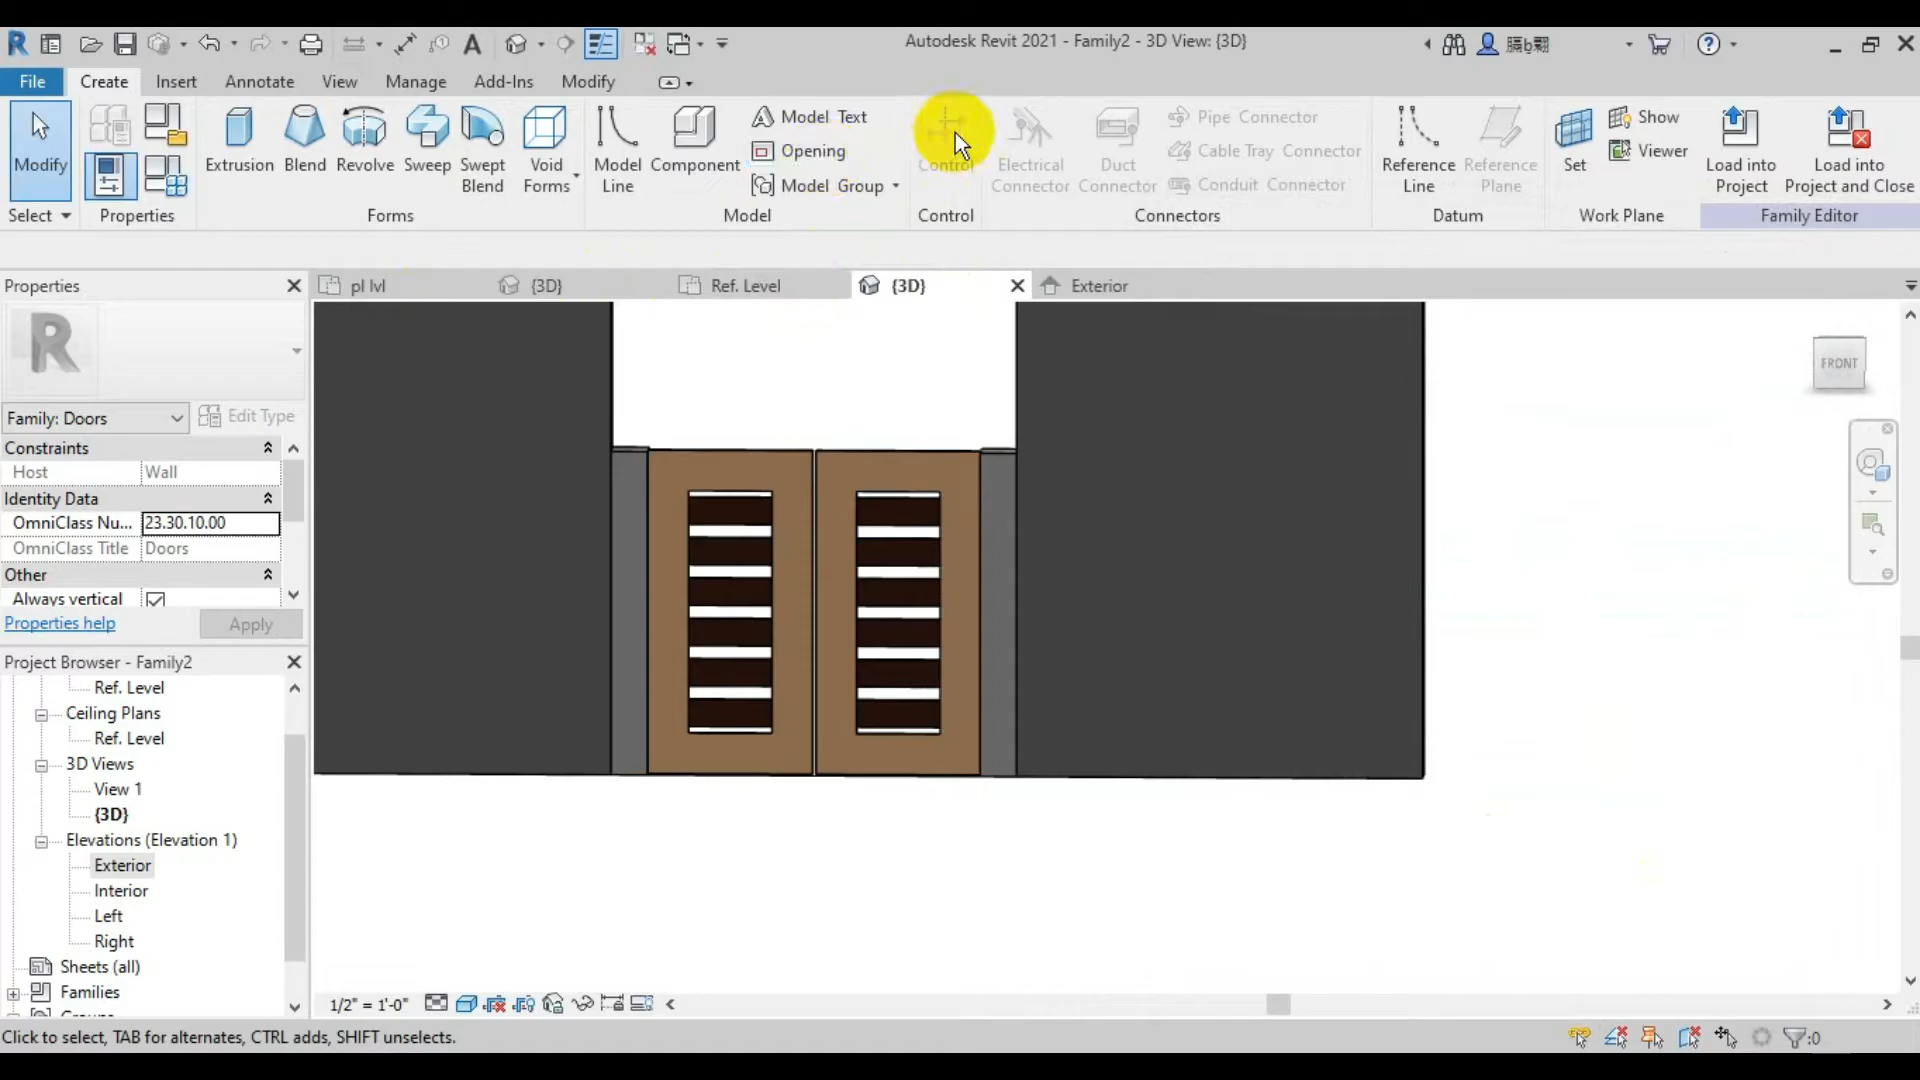 Autodesk Revit 2021 - Family2 - 3D View: {3D}
File Create Insert Annotate View Manage Add-Ins Modify
Modify
Extrusion Blend Revolve Sweep Swept Blend Void Forms
Model Line Component
Model Text
Opening
Model Group
Control
Electrical Connector Duct Connector
Pipe Connector
Cable Tray Connector
Conduit Connector
Reference Line Reference Plane
Set
Show
Viewer
Load into Project Load into Project and Close
Select Properties Forms Model Control Connectors Datum Work Plane Family Editor
Properties
pl lvl {3D} Ref. Level {3D} Exterior
Family: Doors Edit Type
Constraints
Host Wall
Identity Data
OmniClass Nu... 23.30.10.00
OmniClass Title Doors
Other
Always vertical
Properties help Apply
Project Browser - Family2
Ref. Level
Ceiling Plans
Ref. Level
3D Views
View 1
{3D}
Elevations (Elevation 1)
Exterior
Interior
Left
Right
Sheets (all)
Families
FRONT
1/2" = 1'-0"
Click to select, TAB for alternates, CTRL adds, SHIFT unselects.
:0